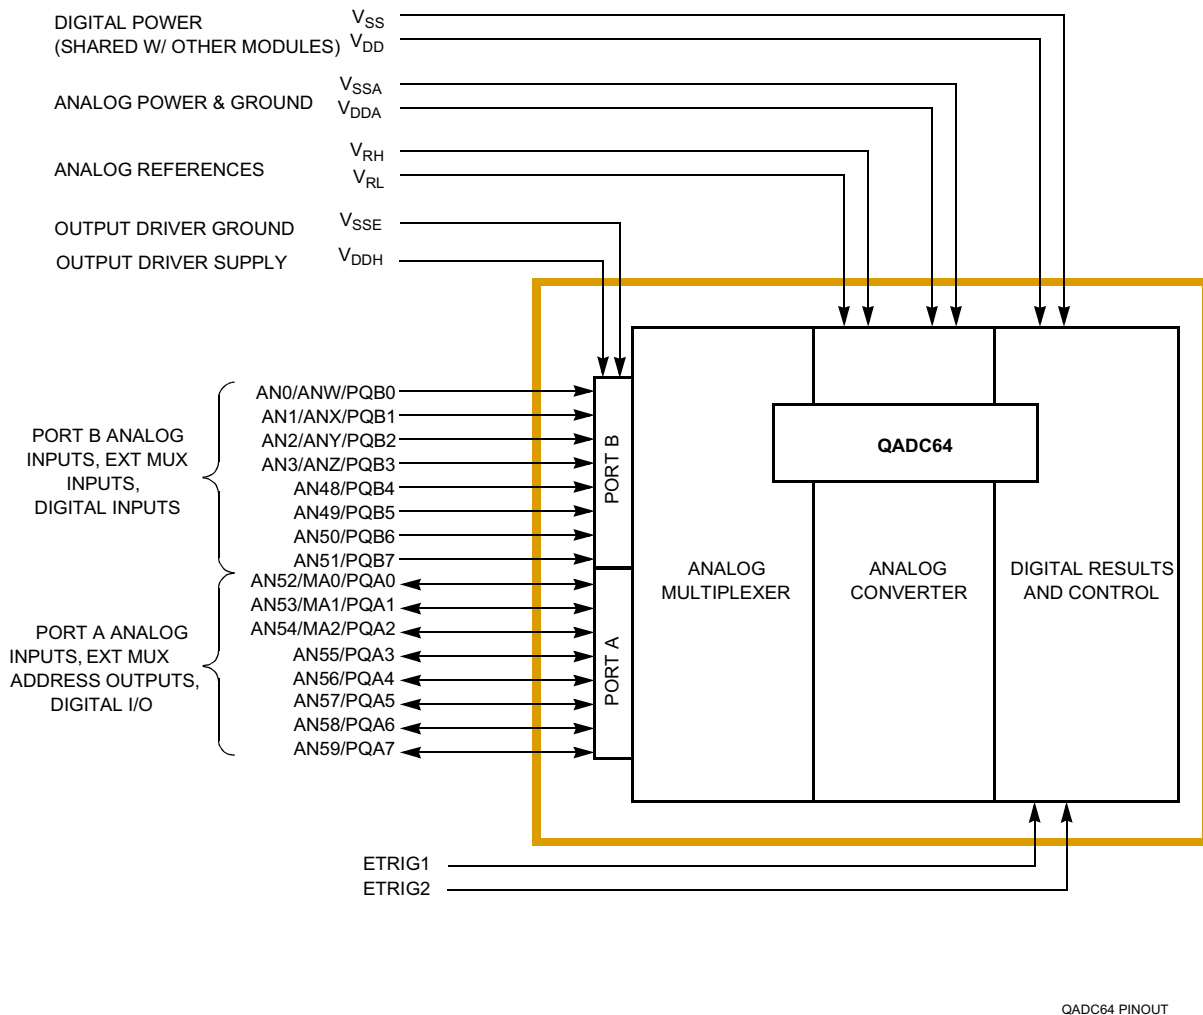 DIGITAL POWER
(SHARED W/ OTHER MODULES)
VSS
VDD
ANALOG POWER & GROUND
VSSA
VDDA
ANALOG REFERENCES
VRH
VRL
OUTPUT DRIVER GROUND
VSSE
OUTPUT DRIVER SUPPLY
VDDH
PORT B ANALOG
INPUTS, EXT MUX
INPUTS,
DIGITAL INPUTS
AN0/ANW/PQB0
AN1/ANX/PQB1
AN2/ANY/PQB2
AN3/ANZ/PQB3
AN48/PQB4
AN49/PQB5
AN50/PQB6
AN51/PQB7
PORT A ANALOG
INPUTS, EXT MUX
ADDRESS OUTPUTS,
DIGITAL I/O
AN52/MA0/PQA0
AN53/MA1/PQA1
AN54/MA2/PQA2
AN55/PQA3
AN56/PQA4
AN57/PQA5
AN58/PQA6
AN59/PQA7
PORT B
PORT A
QADC64
ANALOG
MULTIPLEXER
ANALOG
CONVERTER
DIGITAL RESULTS
AND CONTROL
ETRIG1
ETRIG2
QADC64 PINOUT